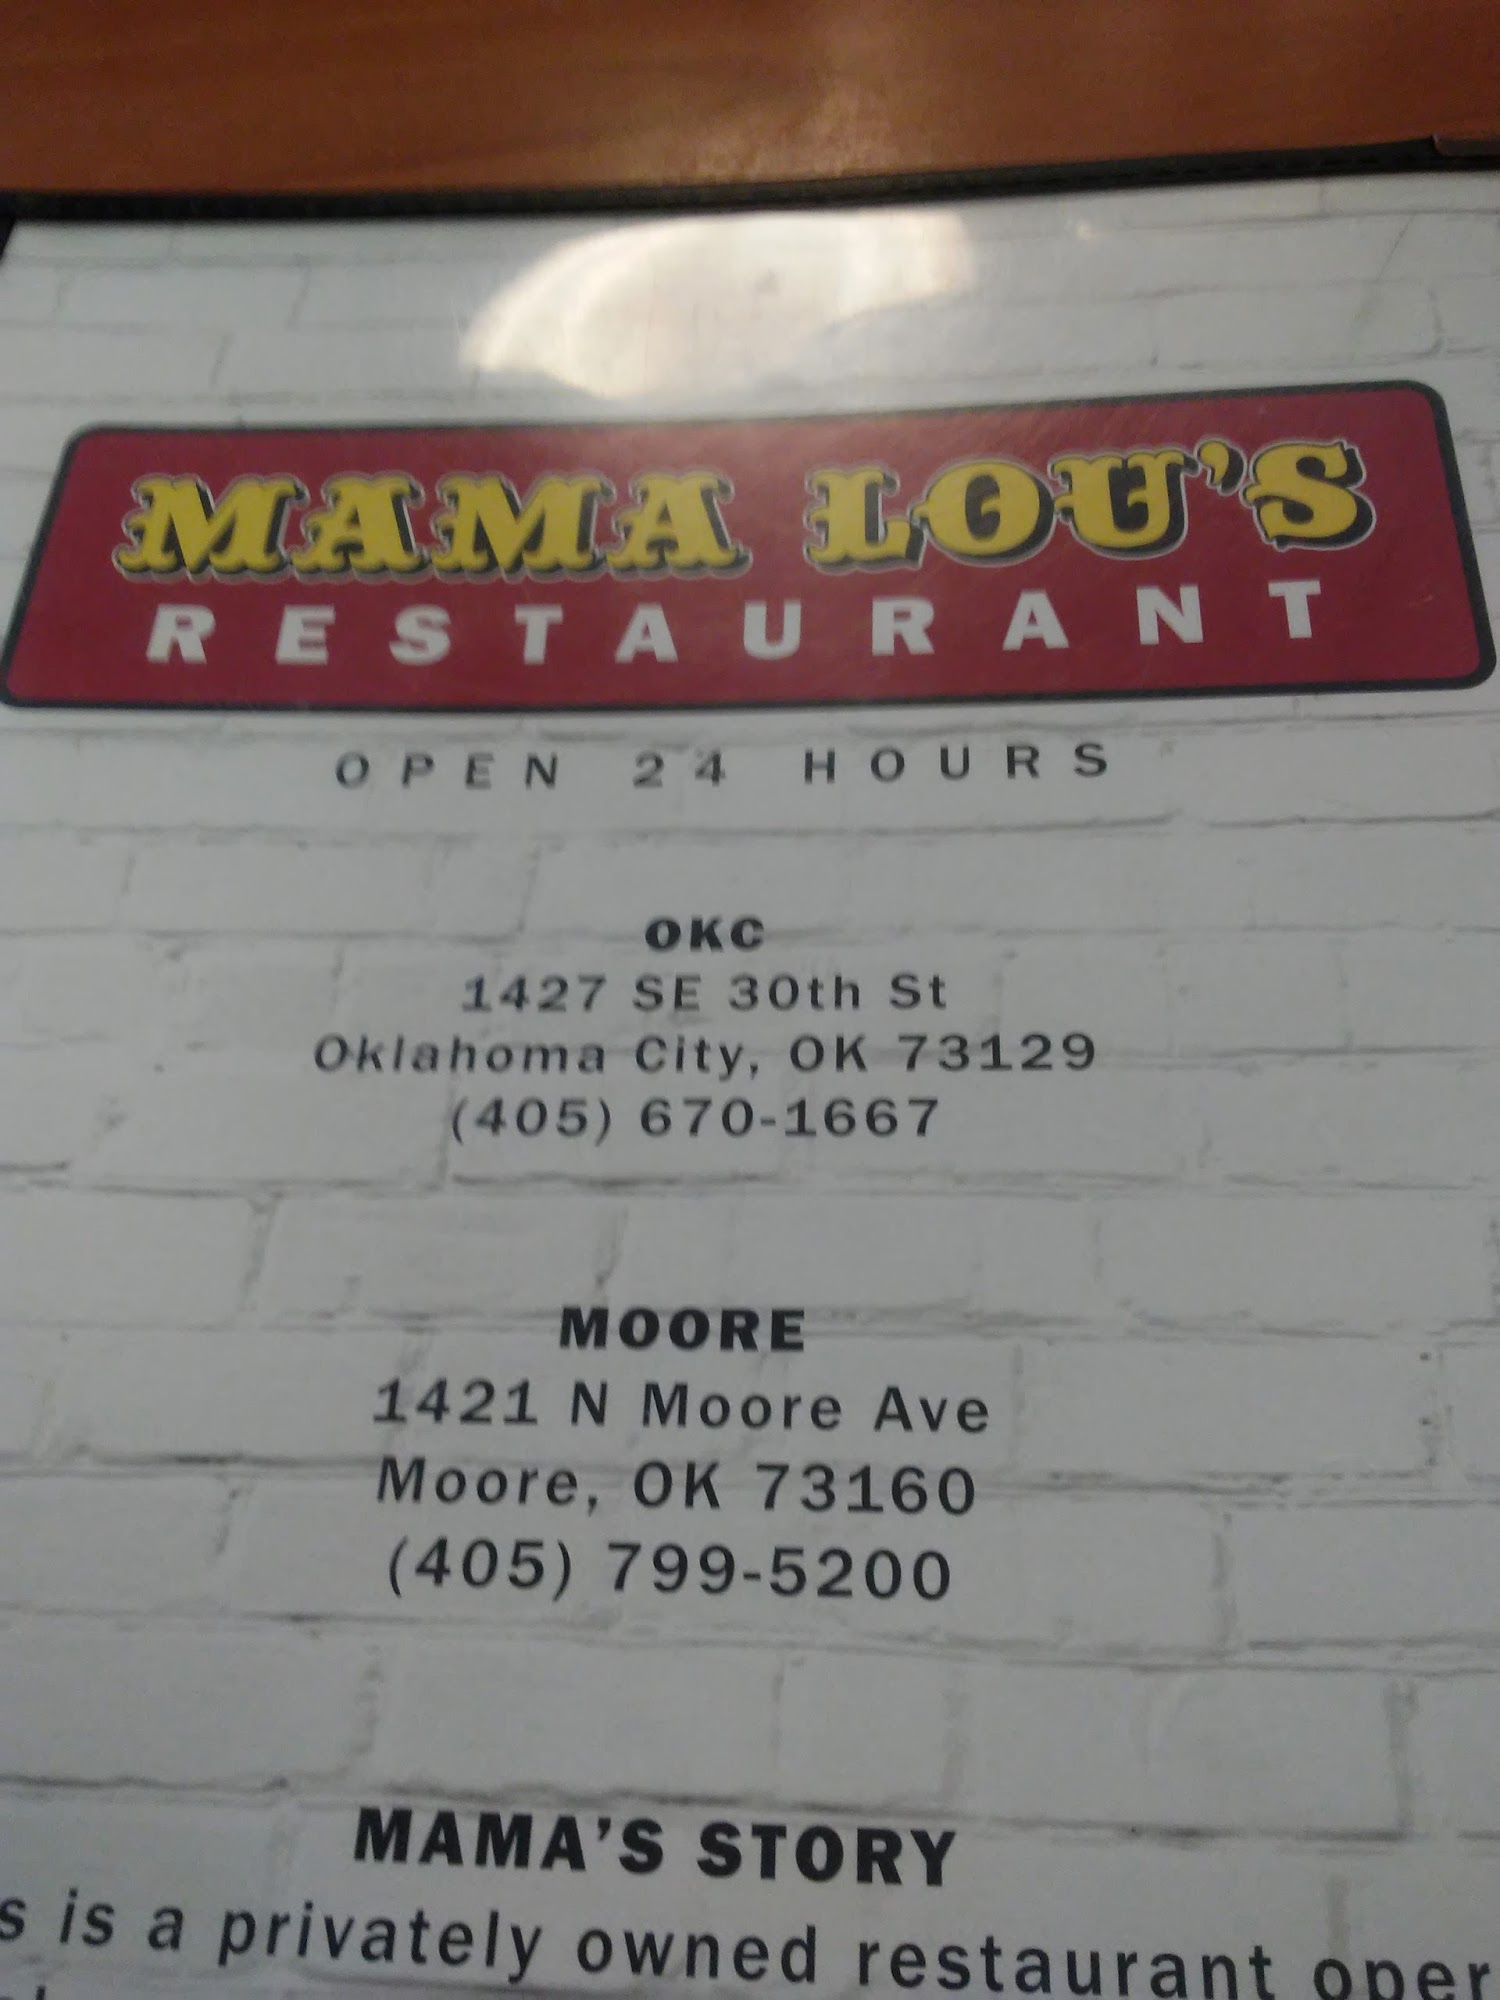 MAMA LOU'S
RESTAURANT
OPEN 24 HOURS
OKC
1427 SE 30th St
Oklahoma City, OK 73129
(405) 670-1667
MOORE
1421 N Moore Ave
Moore, OK 73160
(405) 799-5200
MAMA'S STORY
is a privately owned restaurant